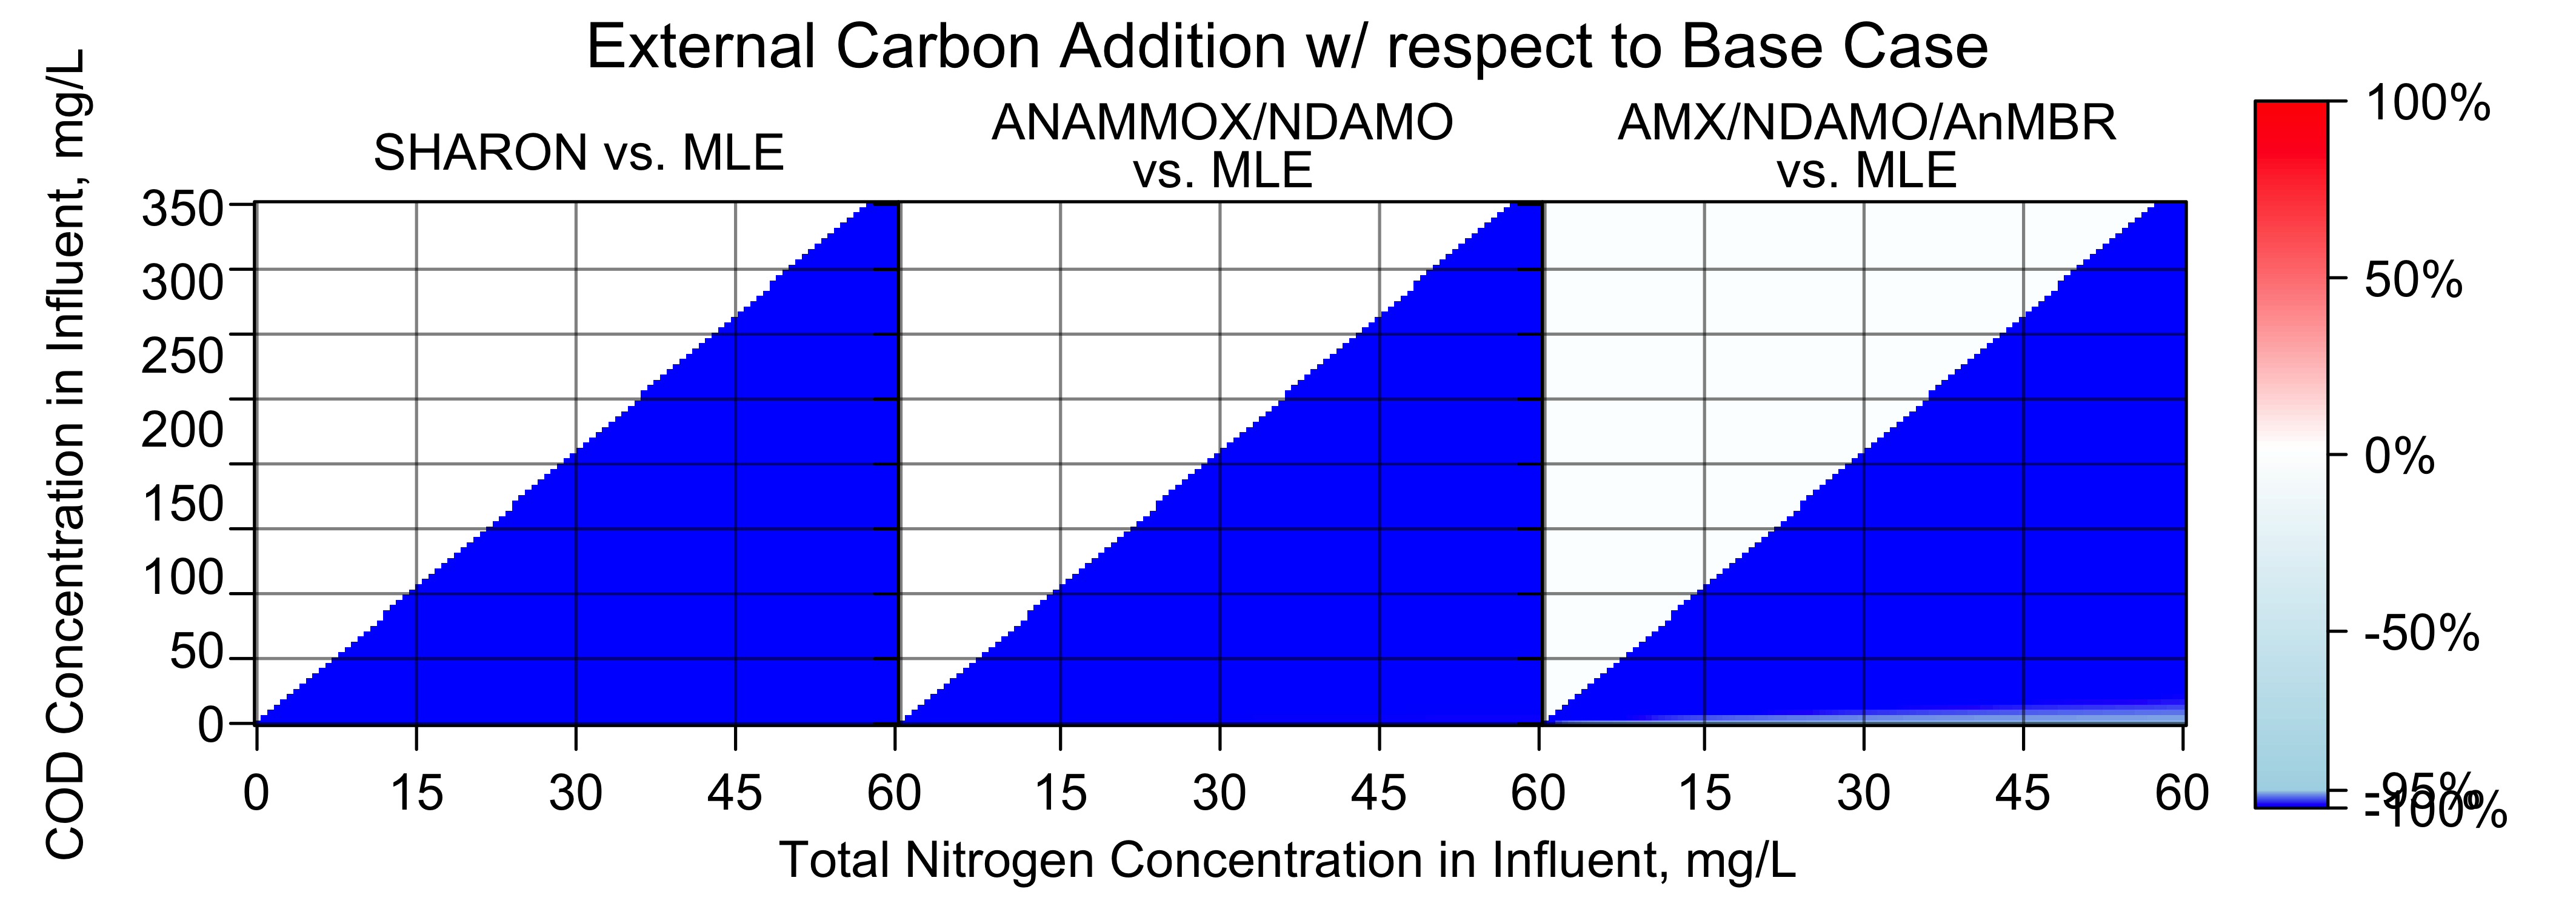 External Carbon Addition w/ respect to Base Case
SHARON vs. MLE
ANAMMOX/NDAMO
vs. MLE
AMX/NDAMO/AnMBR
vs. MLE
COD Concentration in Influent, mg/L
350
300
250
200
150
100
50
0
0 15 30 45 60 15 30 45 60 15 30 45 60
Total Nitrogen Concentration in Influent, mg/L
100%
50%
0%
-50%
-95%
-100%